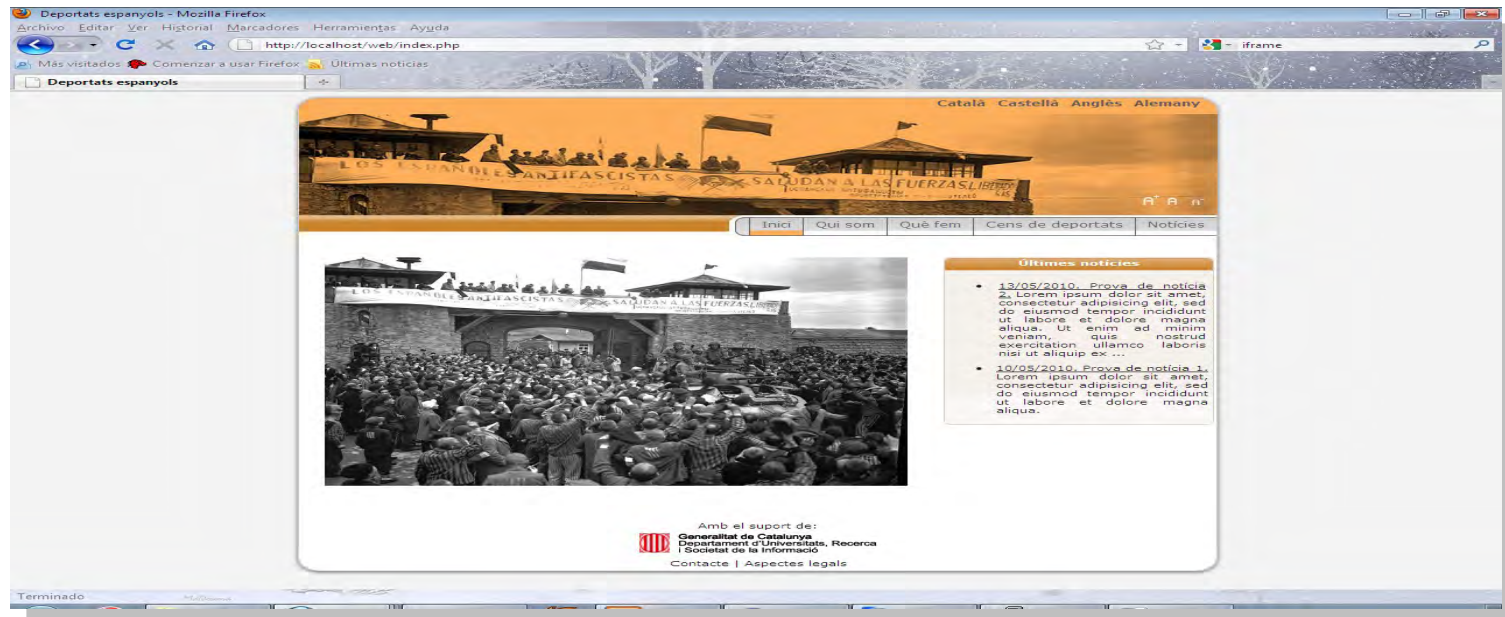 Deportats espanyols - Mozilla Firefox
Archivo Editar Ver Historial Marcadores Herramientas Ayuda
http://localhost/web/index.php
iframe
Más visitados Comenzar a usar Firefox Últimas noticias
Deportats espanyols
Català Castellà Anglès Alemany
LOS ESPAÑOLES ANTIFASCISTAS SALUDAN A LAS FUERZAS LIBERADORAS
A+ A A-
Inici Qui som Què fem Cens de deportats Notícies
LOS ESPAÑOLES ANTIFASCISTAS SALUDAN A LAS FUERZAS
Últimes notícies
13/05/2010. Prova de notícia
2. Lorem ipsum dolor sit amet,
consectetur adipisicing elit, sed
do eiusmod tempor incididunt
ut labore et dolore magna
aliqua. Ut enim ad minim
veniam, quis nostrud
exercitation ullamco laboris
nisi ut aliquip ex ...
10/05/2010. Prova de notícia 1.
Lorem ipsum dolor sit amet,
consectetur adipisicing elit, sed
do eiusmod tempor incididunt
ut labore et dolore magna
aliqua.
Amb el suport de:
Generalitat de Catalunya
Departament d'Universitats, Recerca
i Societat de la Informació
Contacte | Aspectes legals
Terminado